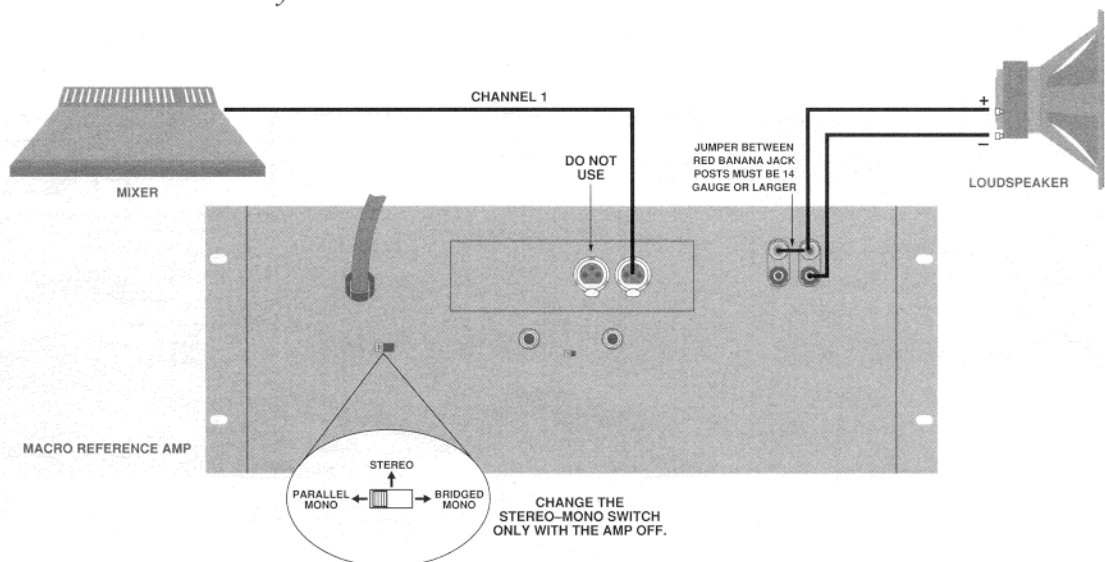 CHANNEL 1
+
–
DO NOT
USE
JUMPER BETWEEN
RED BANANA JACK
POSTS MUST BE 14
GAUGE OR LARGER
MIXER
LOUDSPEAKER
MACRO REFERENCE AMP
STEREO
PARALLEL
MONO
BRIDGED
MONO
CHANGE THE
STEREO–MONO SWITCH
ONLY WITH THE AMP OFF.